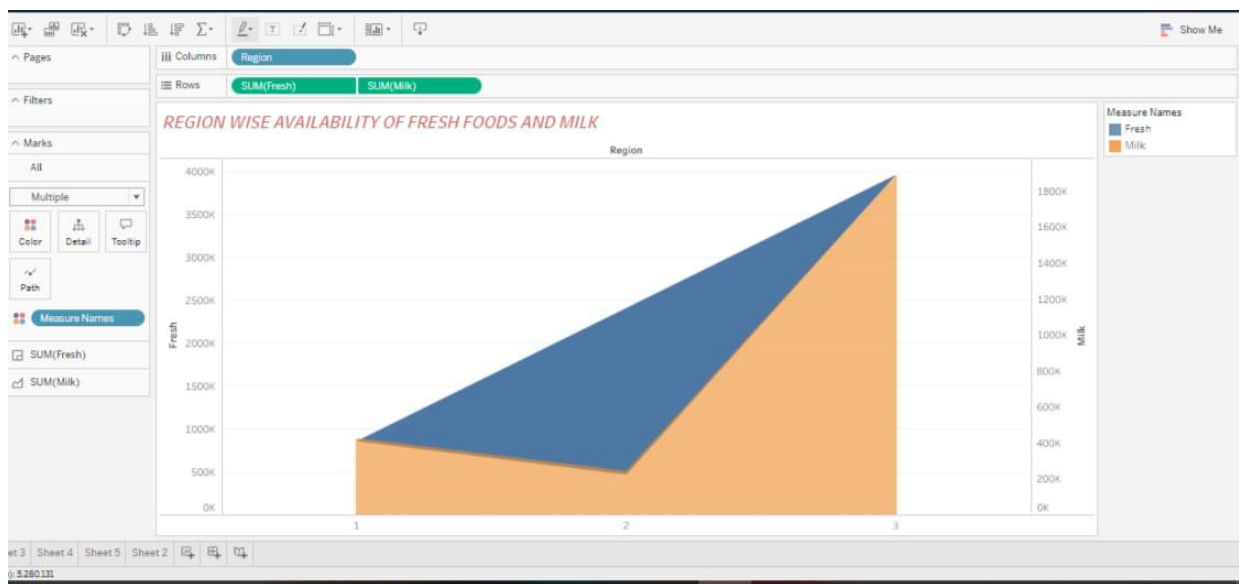 Show Me
Pages
iii Columns Region
Rows SUM(Fresh) SUM(Milk)
Filters
Marks
All
Multiple
Color Detail Tooltip
Path
Measure Names
SUM(Fresh)
SUM(Milk)
REGION WISE AVAILABILITY OF FRESH FOODS AND MILK
Region
Fresh
4000K
3500K
3000K
2500K
2000K
1500K
1000K
500K
0K
Milk
1800K
1600K
1400K
1200K
1000K
800K
600K
400K
200K
0K
1 2 3
Measure Names
Fresh
Milk
et 3 Sheet 4 Sheet 5 Sheet 2
): 5,280,131